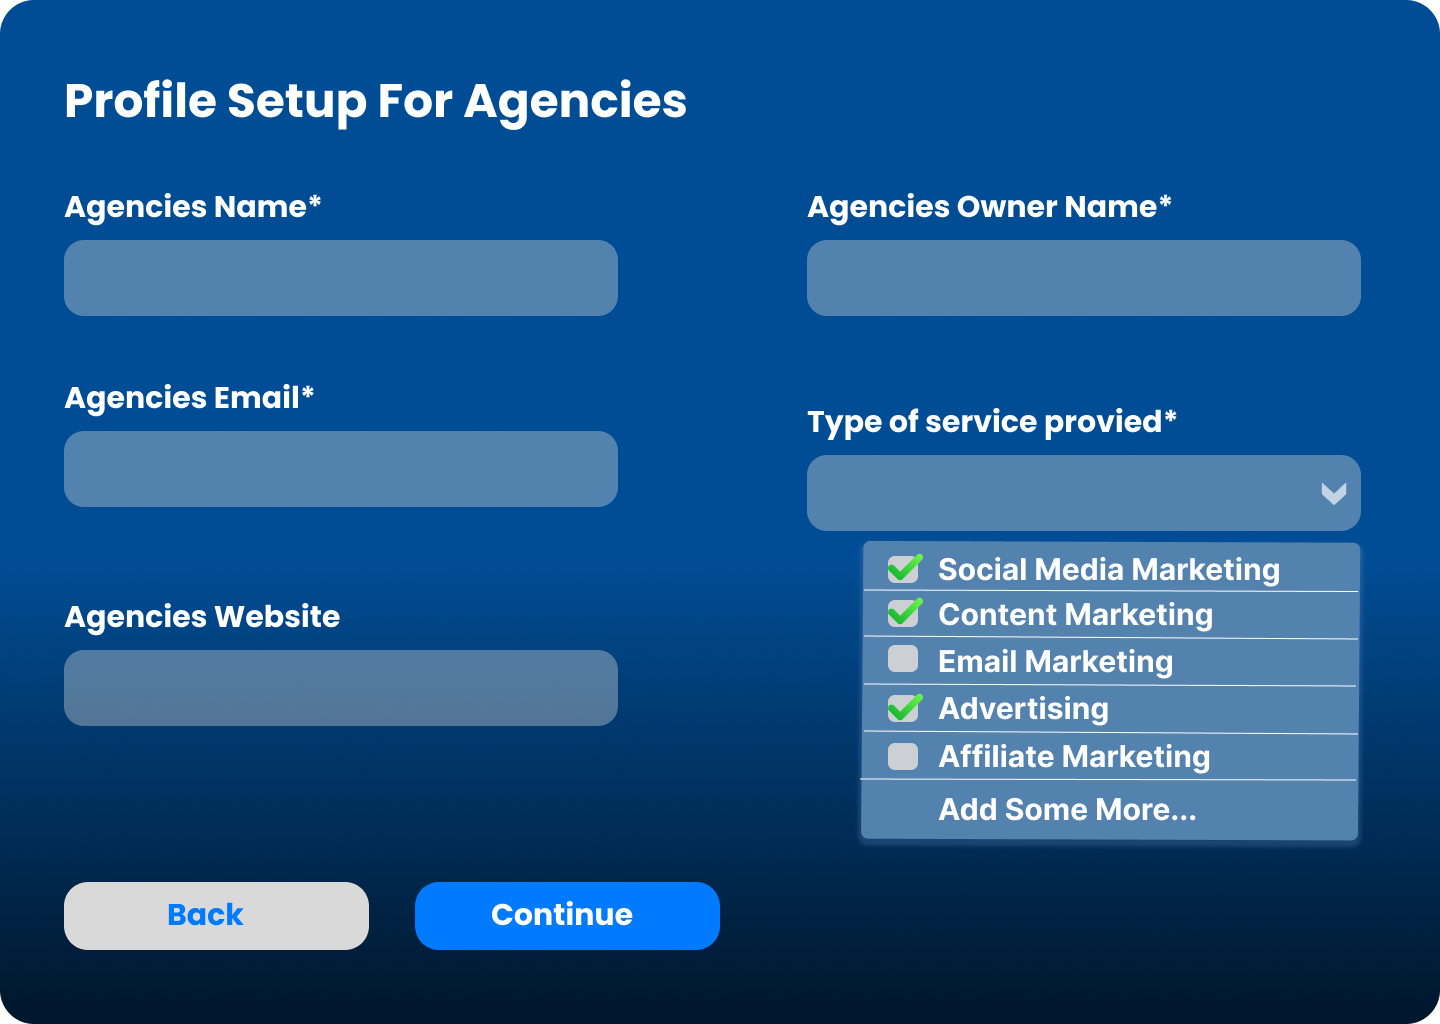 Profile Setup For Agencies
Agencies Name*
Agencies Owner Name*
Agencies Email*
Type of service provied*
Social Media Marketing
Content Marketing
Email Marketing
Advertising
Affiliate Marketing
Add Some More...
Agencies Website
Back
Continue